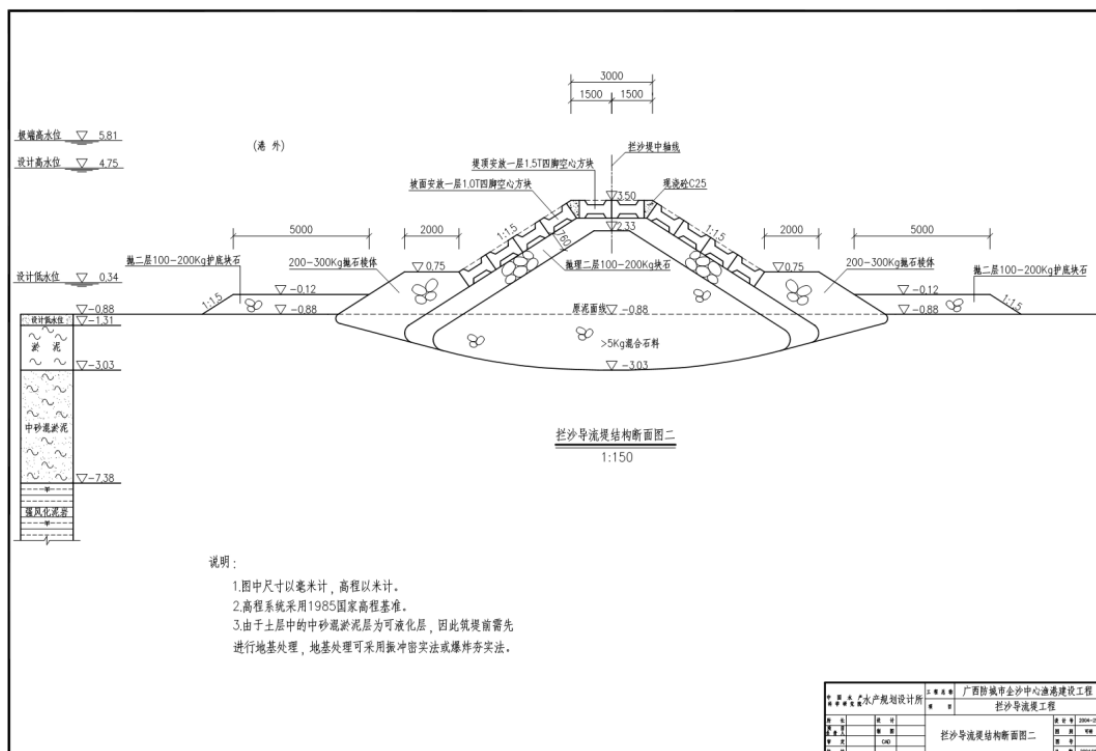 3000
1500 1500
极端高水位 5.81
(港 外)
拦沙堤中轴线
设计高水位 4.75
堤顶安放一层1.5T四脚空心方块
坡面安放一层1.0T四脚空心方块
现浇砼C25
3.50
1:1.5
1:1.5
2.33
760
5000
2000
2000
5000
抛二层100-200Kg护底块石
200-300Kg抛石棱体
0.75
抛理二层100-200Kg块石
0.75
200-300Kg抛石棱体
抛二层100-200Kg护底块石
设计低水位 0.34
1:1.5
-0.12
-0.12
1:1.5
-0.88
-0.88
原泥面线 -0.88
-0.88
设计低水位
-1.31
淤 泥
>5Kg混合石料
-3.03
-3.03
中砂混淤泥
拦沙导流堤结构断面图二
1:150
-7.38
强风化泥岩
说明：
1.图中尺寸以毫米计，高程以米计。
2.高程系统采用1985国家高程基准。
3.由于土层中的中砂混淤泥层为可液化层，因此筑堤前需先
进行地基处理，地基处理可采用振冲密实法或爆炸夯实法。
水产规划设计所
工程名称 广西防城市企沙中心渔港建设工程
项 目 拦沙导流堤工程
设计
CAD
拦沙导流堤结构断面图二